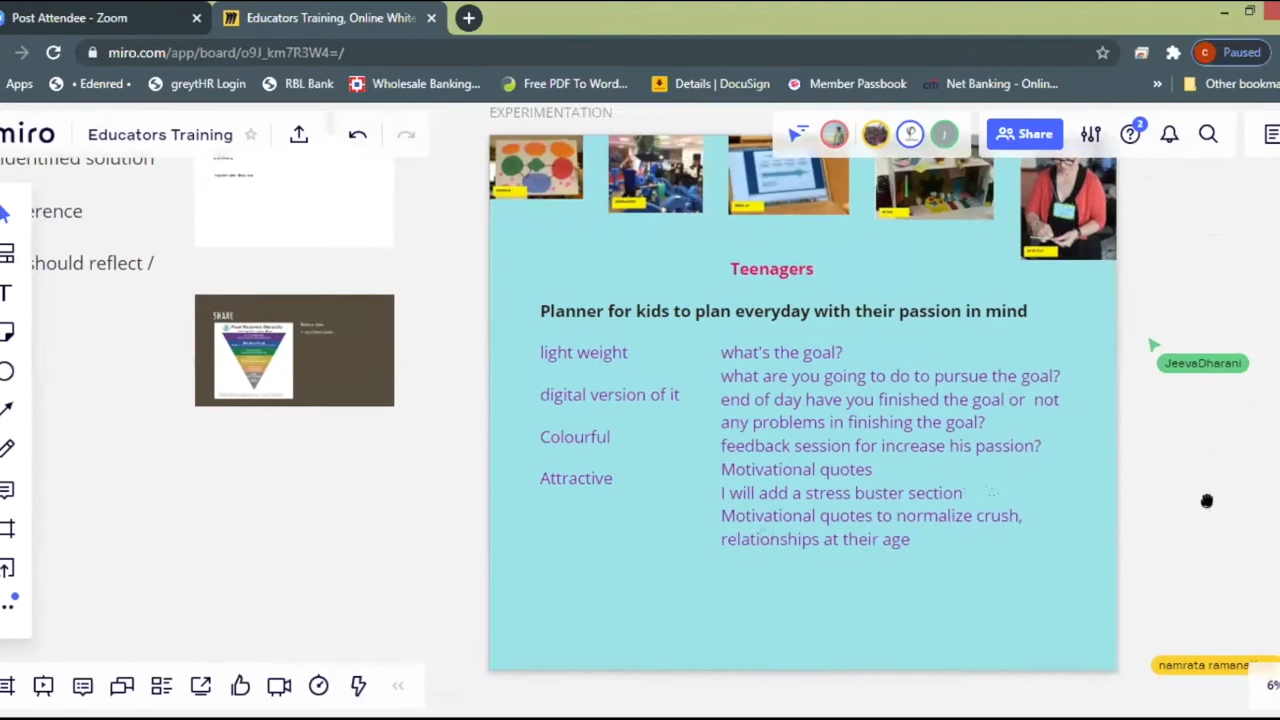 Post Attendee - Zoom
Educators Training, Online Whit
miro.com/app/board/o9J_km7R3W4=/
C Paused
Apps
• Edenred •
greytHR Login
RBL Bank
Wholesale Banking...
Free PDF To Word...
Details | DocuSign
Member Passbook
citi
Net Banking - Onlin...
»
Other bookma
miro
Educators Training
EXPERIMENTATION
Share
2
J
identified solution
erence
should reflect /
SHARE
Teenagers
Planner for kids to plan everyday with their passion in mind
light weight
digital version of it
Colourful
Attractive
what's the goal?
what are you going to do to pursue the goal?
end of day have you finished the goal or not
any problems in finishing the goal?
feedback session for increase his passion?
Motivational quotes
I will add a stress buster section
Motivational quotes to normalize crush,
relationships at their age
JeevaDharani
namrata ramana
6%